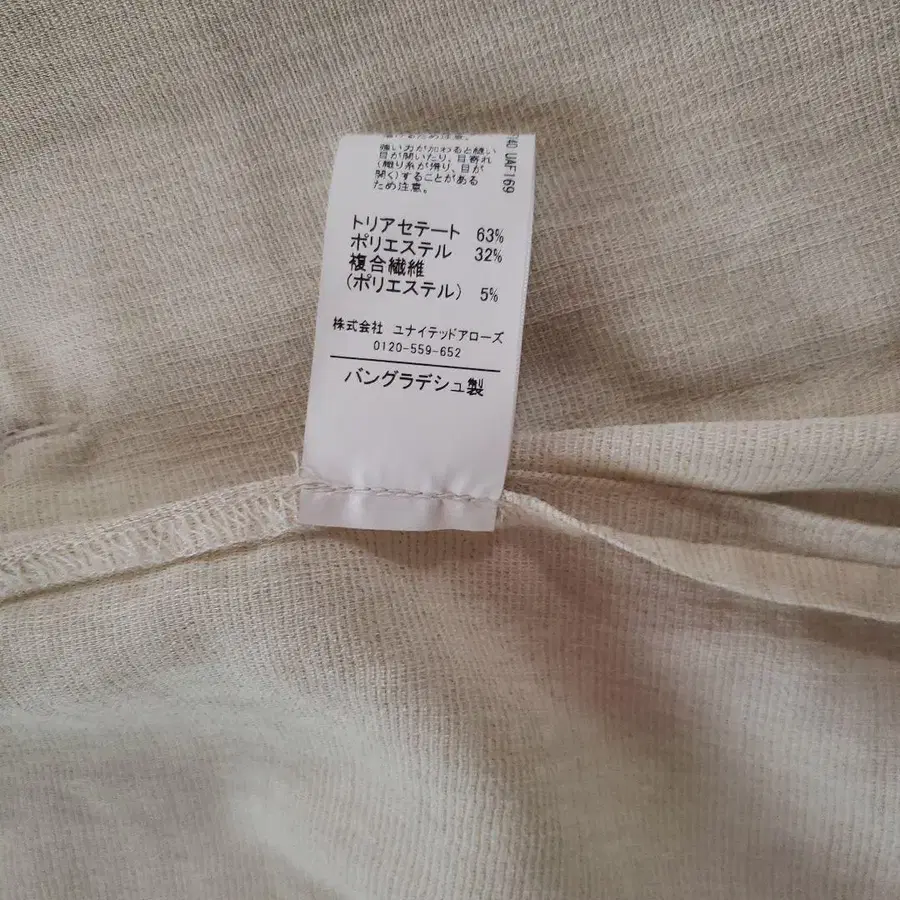 強い力が加わると縫い
目が開いたり、目寄れ
(織り糸が滑り、目が
開く)することがある
ため注意。
トリアセテート 63%
ポリエステル 32%
複合繊維
(ポリエステル) 5%
株式会社 ユナイテッドアローズ
0120-559-652
バングラデシュ製
UAF169